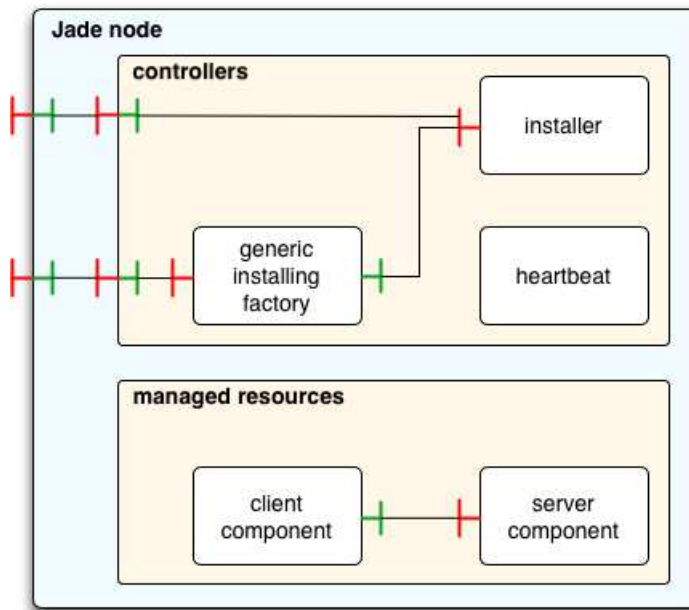 Jade node
controllers
installer
generic
installing
factory
heartbeat
managed resources
client
component
server
component